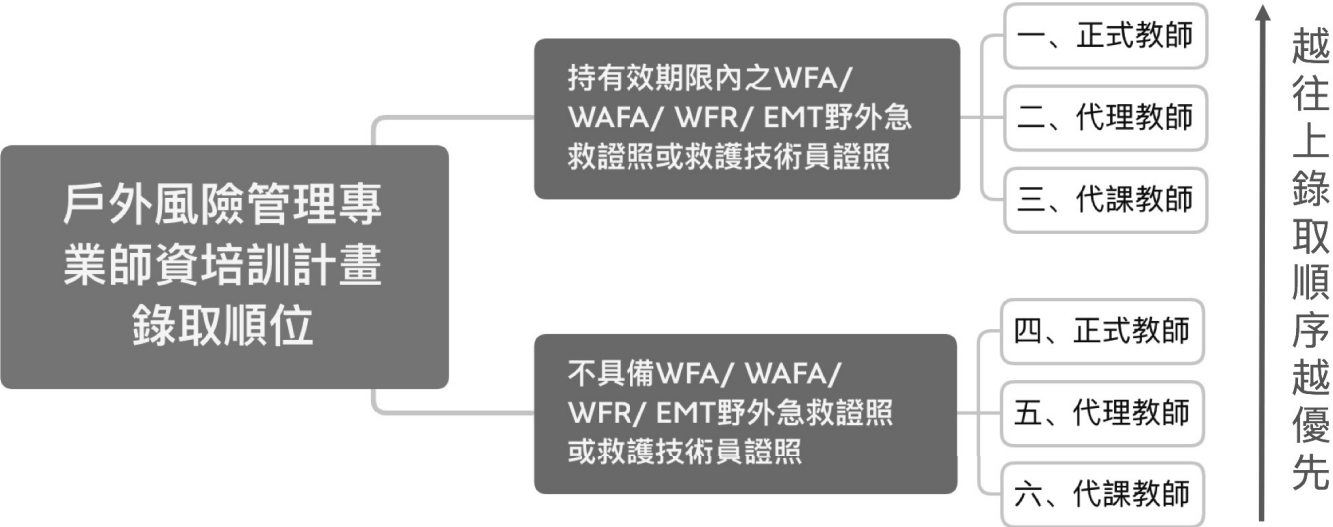 戶外風險管理專
業師資培訓計畫
錄取順位
持有效期限內之WFA/
WAFA/ WFR/ EMT野外急
救證照或救護技術員證照
一、正式教師
二、代理教師
三、代課教師
不具備WFA/ WAFA/
WFR/ EMT野外急救證照
或救護技術員證照
四、正式教師
五、代理教師
六、代課教師
越往上錄取順序越優先